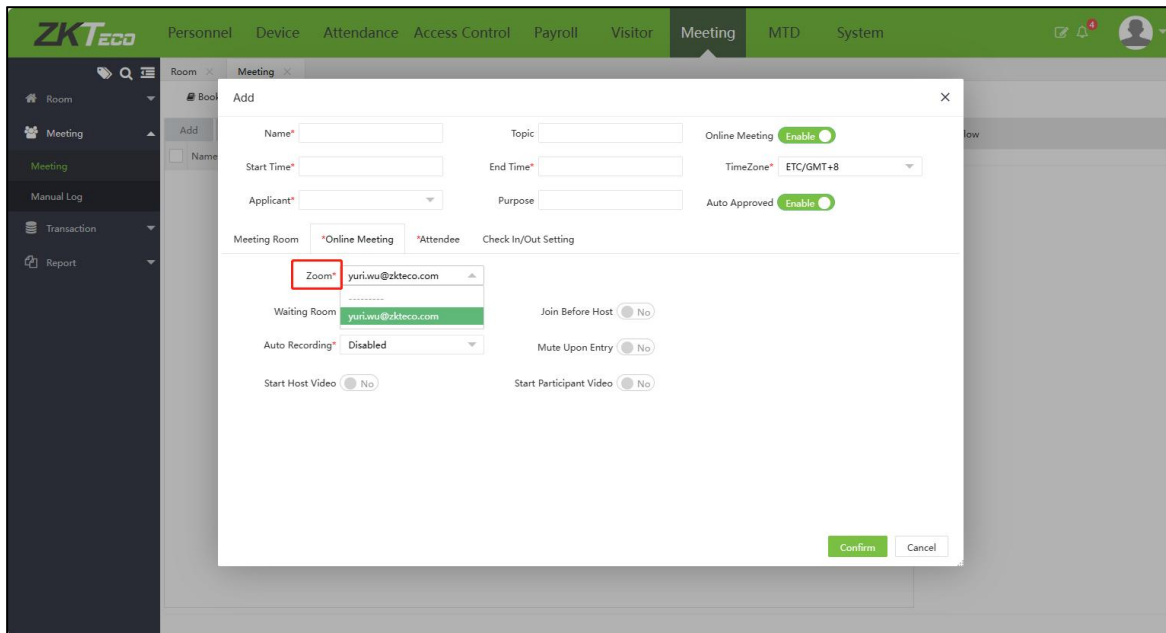 ZKTECO Personnel Device Attendance Access Control Payroll Visitor Meeting MTD System 4
Room Meeting
Room
Book
Add
Meeting
Add
Name* Topic Online Meeting Enable
low
Name
Meeting
Start Time* End Time* TimeZone* ETC/GMT+8
Manual Log
Applicant* Purpose Auto Approved Enable
Transaction
Meeting Room *Online Meeting *Attendee Check In/Out Setting
Report
Zoom* yuri.wu@zkteco.com
---------
Waiting Room yuri.wu@zkteco.com Join Before Host No
Auto Recording* Disabled Mute Upon Entry No
Start Host Video No Start Participant Video No
Confirm Cancel